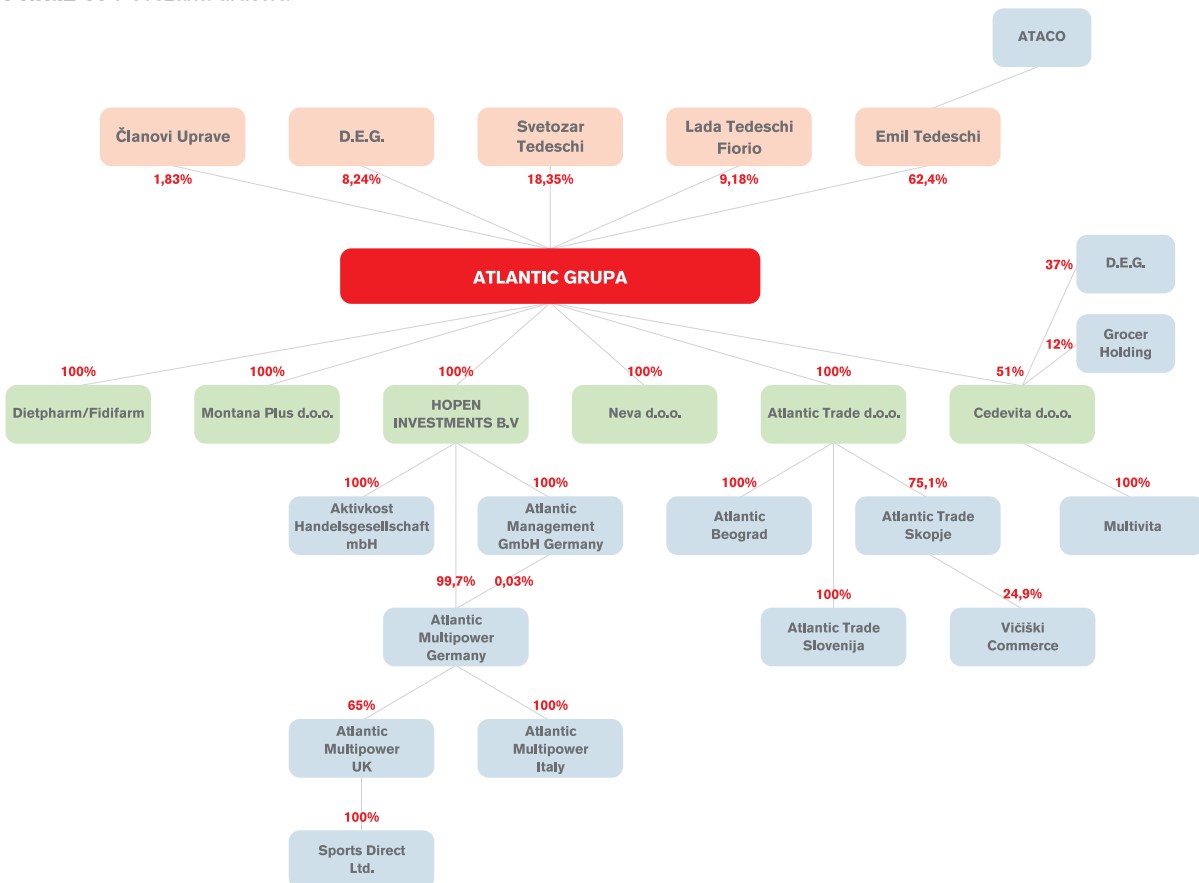 ATACO
Članovi Uprave
D.E.G.
Svetozar
Tedeschi
Lada Tedeschi
Fiorio
Emil Tedeschi
1,83%
8,24%
18,35%
9,18%
62,4%
ATLANTIC GRUPA
37%
D.E.G.
12%
Grocer
Holding
100%
100%
100%
100%
100%
51%
Dietpharm/Fidifarm
Montana Plus d.o.o.
HOPEN
INVESTMENTS B.V
Neva d.o.o.
Atlantic Trade d.o.o.
Cedevita d.o.o.
100%
100%
100%
75,1%
100%
Aktivkost
Handelsgesellschaft
mbH
Atlantic
Management
GmbH Germany
Atlantic
Beograd
Atlantic Trade
Skopje
Multivita
99,7%
0,03%
100%
24,9%
Atlantic
Multipower
Germany
Atlantic Trade
Slovenija
Vičiški
Commerce
65%
100%
Atlantic
Multipower
UK
Atlantic
Multipower
Italy
100%
Sports Direct
Ltd.